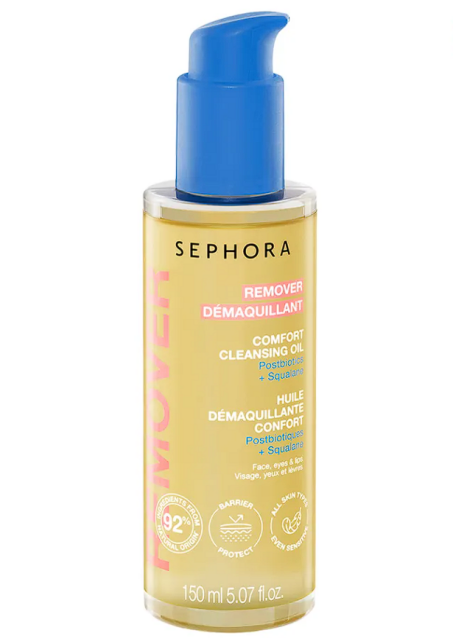 SEPHORA
REMOVER
REMOVER
DÉMAQUILLANT
COMFORT
CLEANSING OIL
Postbiotics
+ Squalane
HUILE
DÉMAQUILLANTE
CONFORT
Postbiotiques
+ Squalane
Face, eyes & lips
Visage, yeux et lèvres
INGREDIENTS FROM
92%
NATURAL ORIGIN
BARRIER
PROTECT
ALL SKIN TYPES
EVEN SENSITIVE
150 ml 5.07 fl.oz.